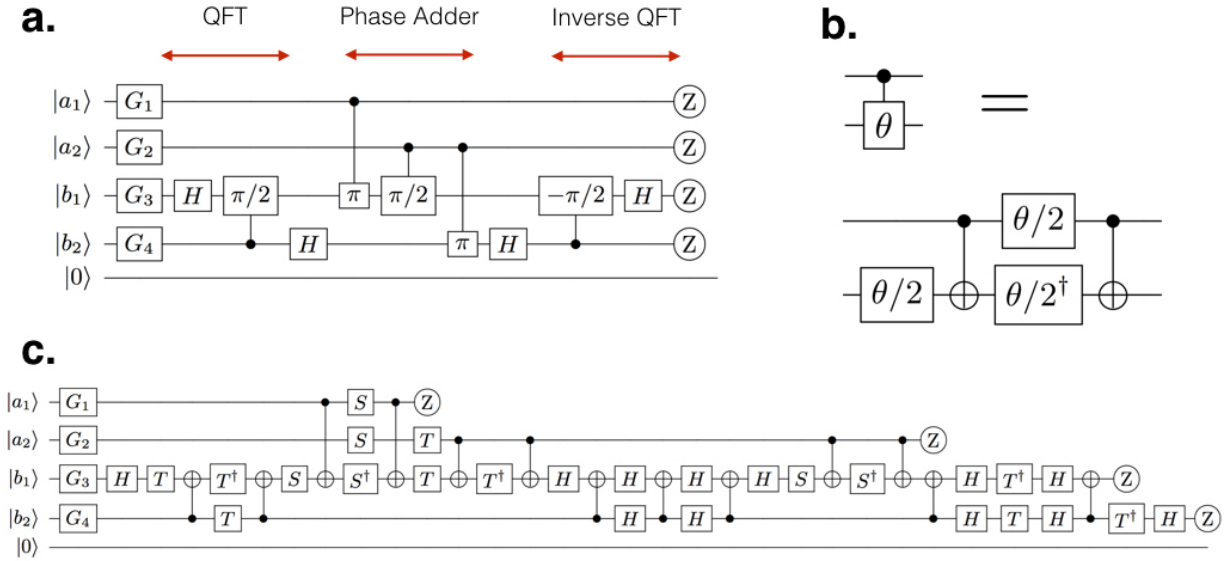 a.
QFT Phase Adder Inverse QFT
|a₁⟩ G₁ Z
|a₂⟩ G₂ Z
|b₁⟩ G₃ H π/2 π π/2 −π/2 H Z
|b₂⟩ G₄ H π H Z
|0⟩
b.
θ =
θ/2
θ/2 θ/2†
c.
|a₁⟩ G₁ S Z
|a₂⟩ G₂ S T Z
|b₁⟩ G₃ H T T† S S† T T† H H H H S S† H T† H Z
|b₂⟩ G₄ T H H H T H T† H Z
|0⟩